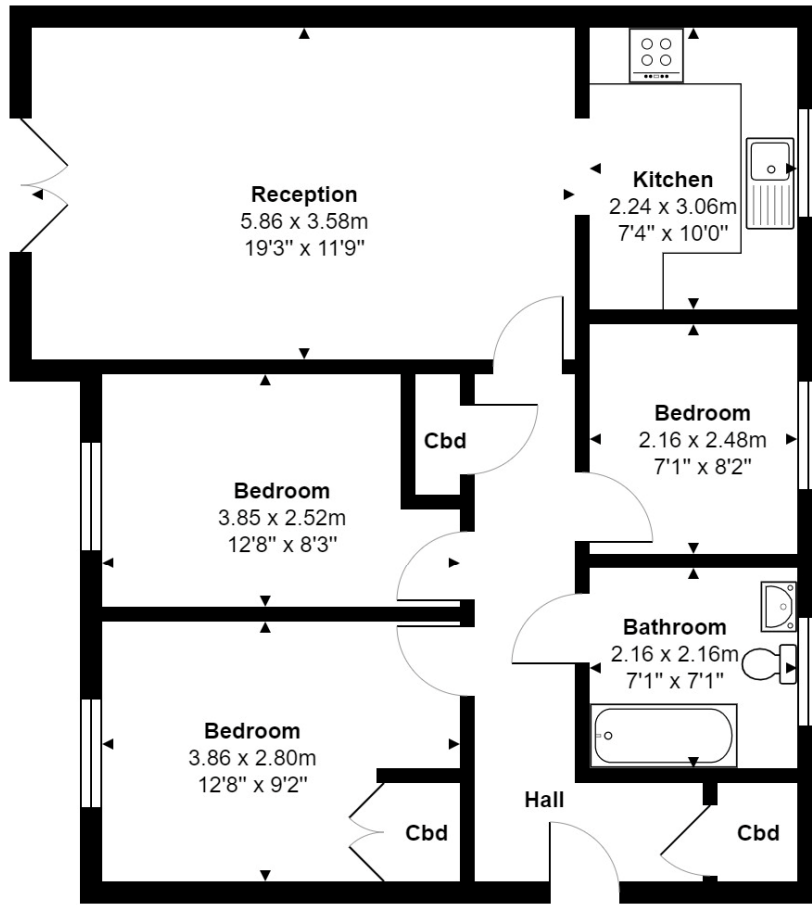 Reception
5.86 x 3.58m
19'3" x 11'9"
Kitchen
2.24 x 3.06m
7'4" x 10'0"
Cbd
Bedroom
2.16 x 2.48m
7'1" x 8'2"
Bedroom
3.85 x 2.52m
12'8" x 8'3"
Bathroom
2.16 x 2.16m
7'1" x 7'1"
Bedroom
3.86 x 2.80m
12'8" x 9'2"
Hall
Cbd
Cbd